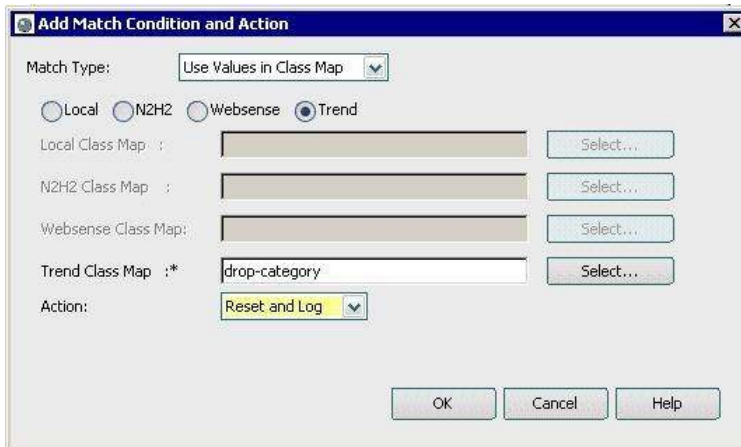 Add Match Condition and Action
Match Type: Use Values in Class Map
Local N2H2 Websense Trend
Local Class Map : Select...
N2H2 Class Map : Select...
Websense Class Map: Select...
Trend Class Map :* drop-category Select...
Action: Reset and Log
OK Cancel Help